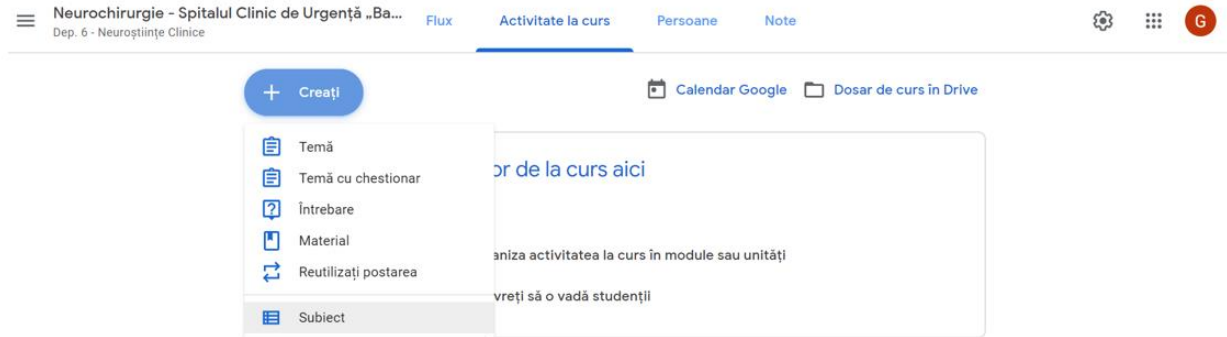 Neurochirurgie - Spitalul Clinic de Urgență „Ba...
Dep. 6 - Neuroștiințe Clinice
Flux
Activitate la curs
Persoane
Note
G
Creați
Calendar Google
Dosar de curs în Drive
Temă
Temă cu chestionar
Întrebare
Material
Reutilizați postarea
Subiect
or de la curs aici
aniza activitatea la curs în module sau unități
vreți să o vadă studenții